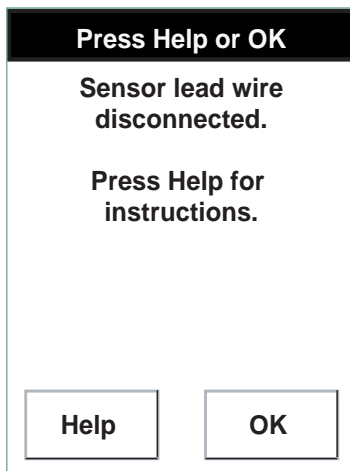 Press Help or OK
Sensor lead wire
disconnected.
Press Help for
instructions.
Help
OK